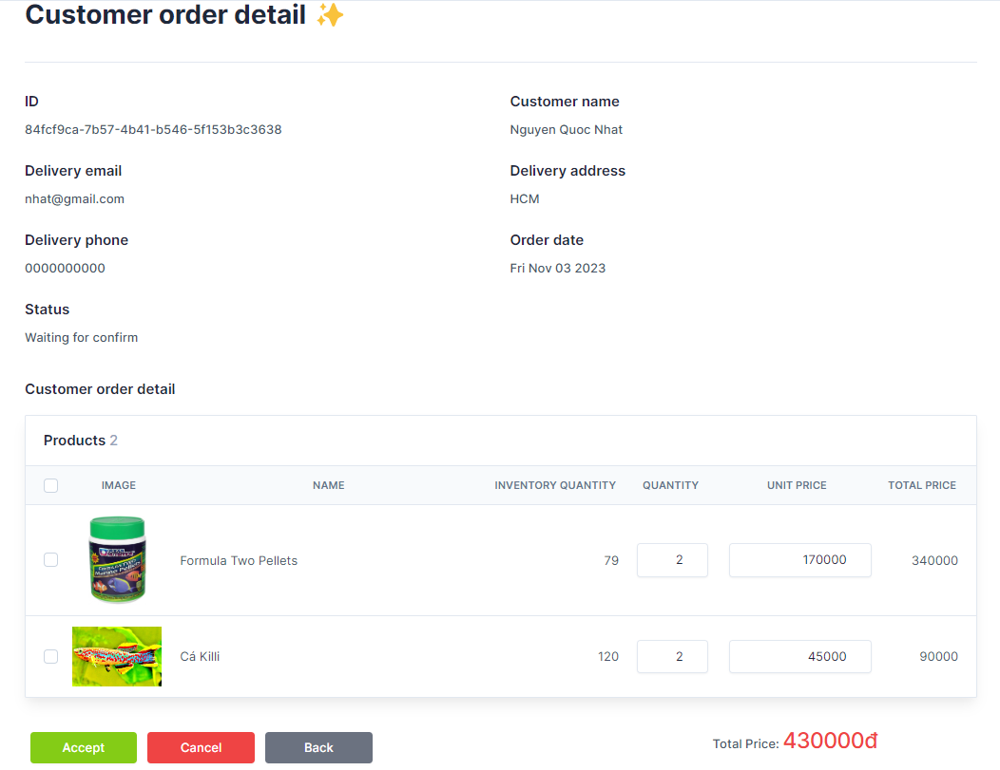 Customer order detail ✨
ID
84fcf9ca-7b57-4b41-b546-5f153b3c3638
Customer name
Nguyen Quoc Nhat
Delivery email
nhat@gmail.com
Delivery address
HCM
Delivery phone
0000000000
Order date
Fri Nov 03 2023
Status
Waiting for confirm
Customer order detail
Products 2
IMAGE NAME INVENTORY QUANTITY QUANTITY UNIT PRICE TOTAL PRICE
Formula Two Pellets 79 2 170000 340000
Cá Killi 120 2 45000 90000
Accept Cancel Back Total Price: 430000đ